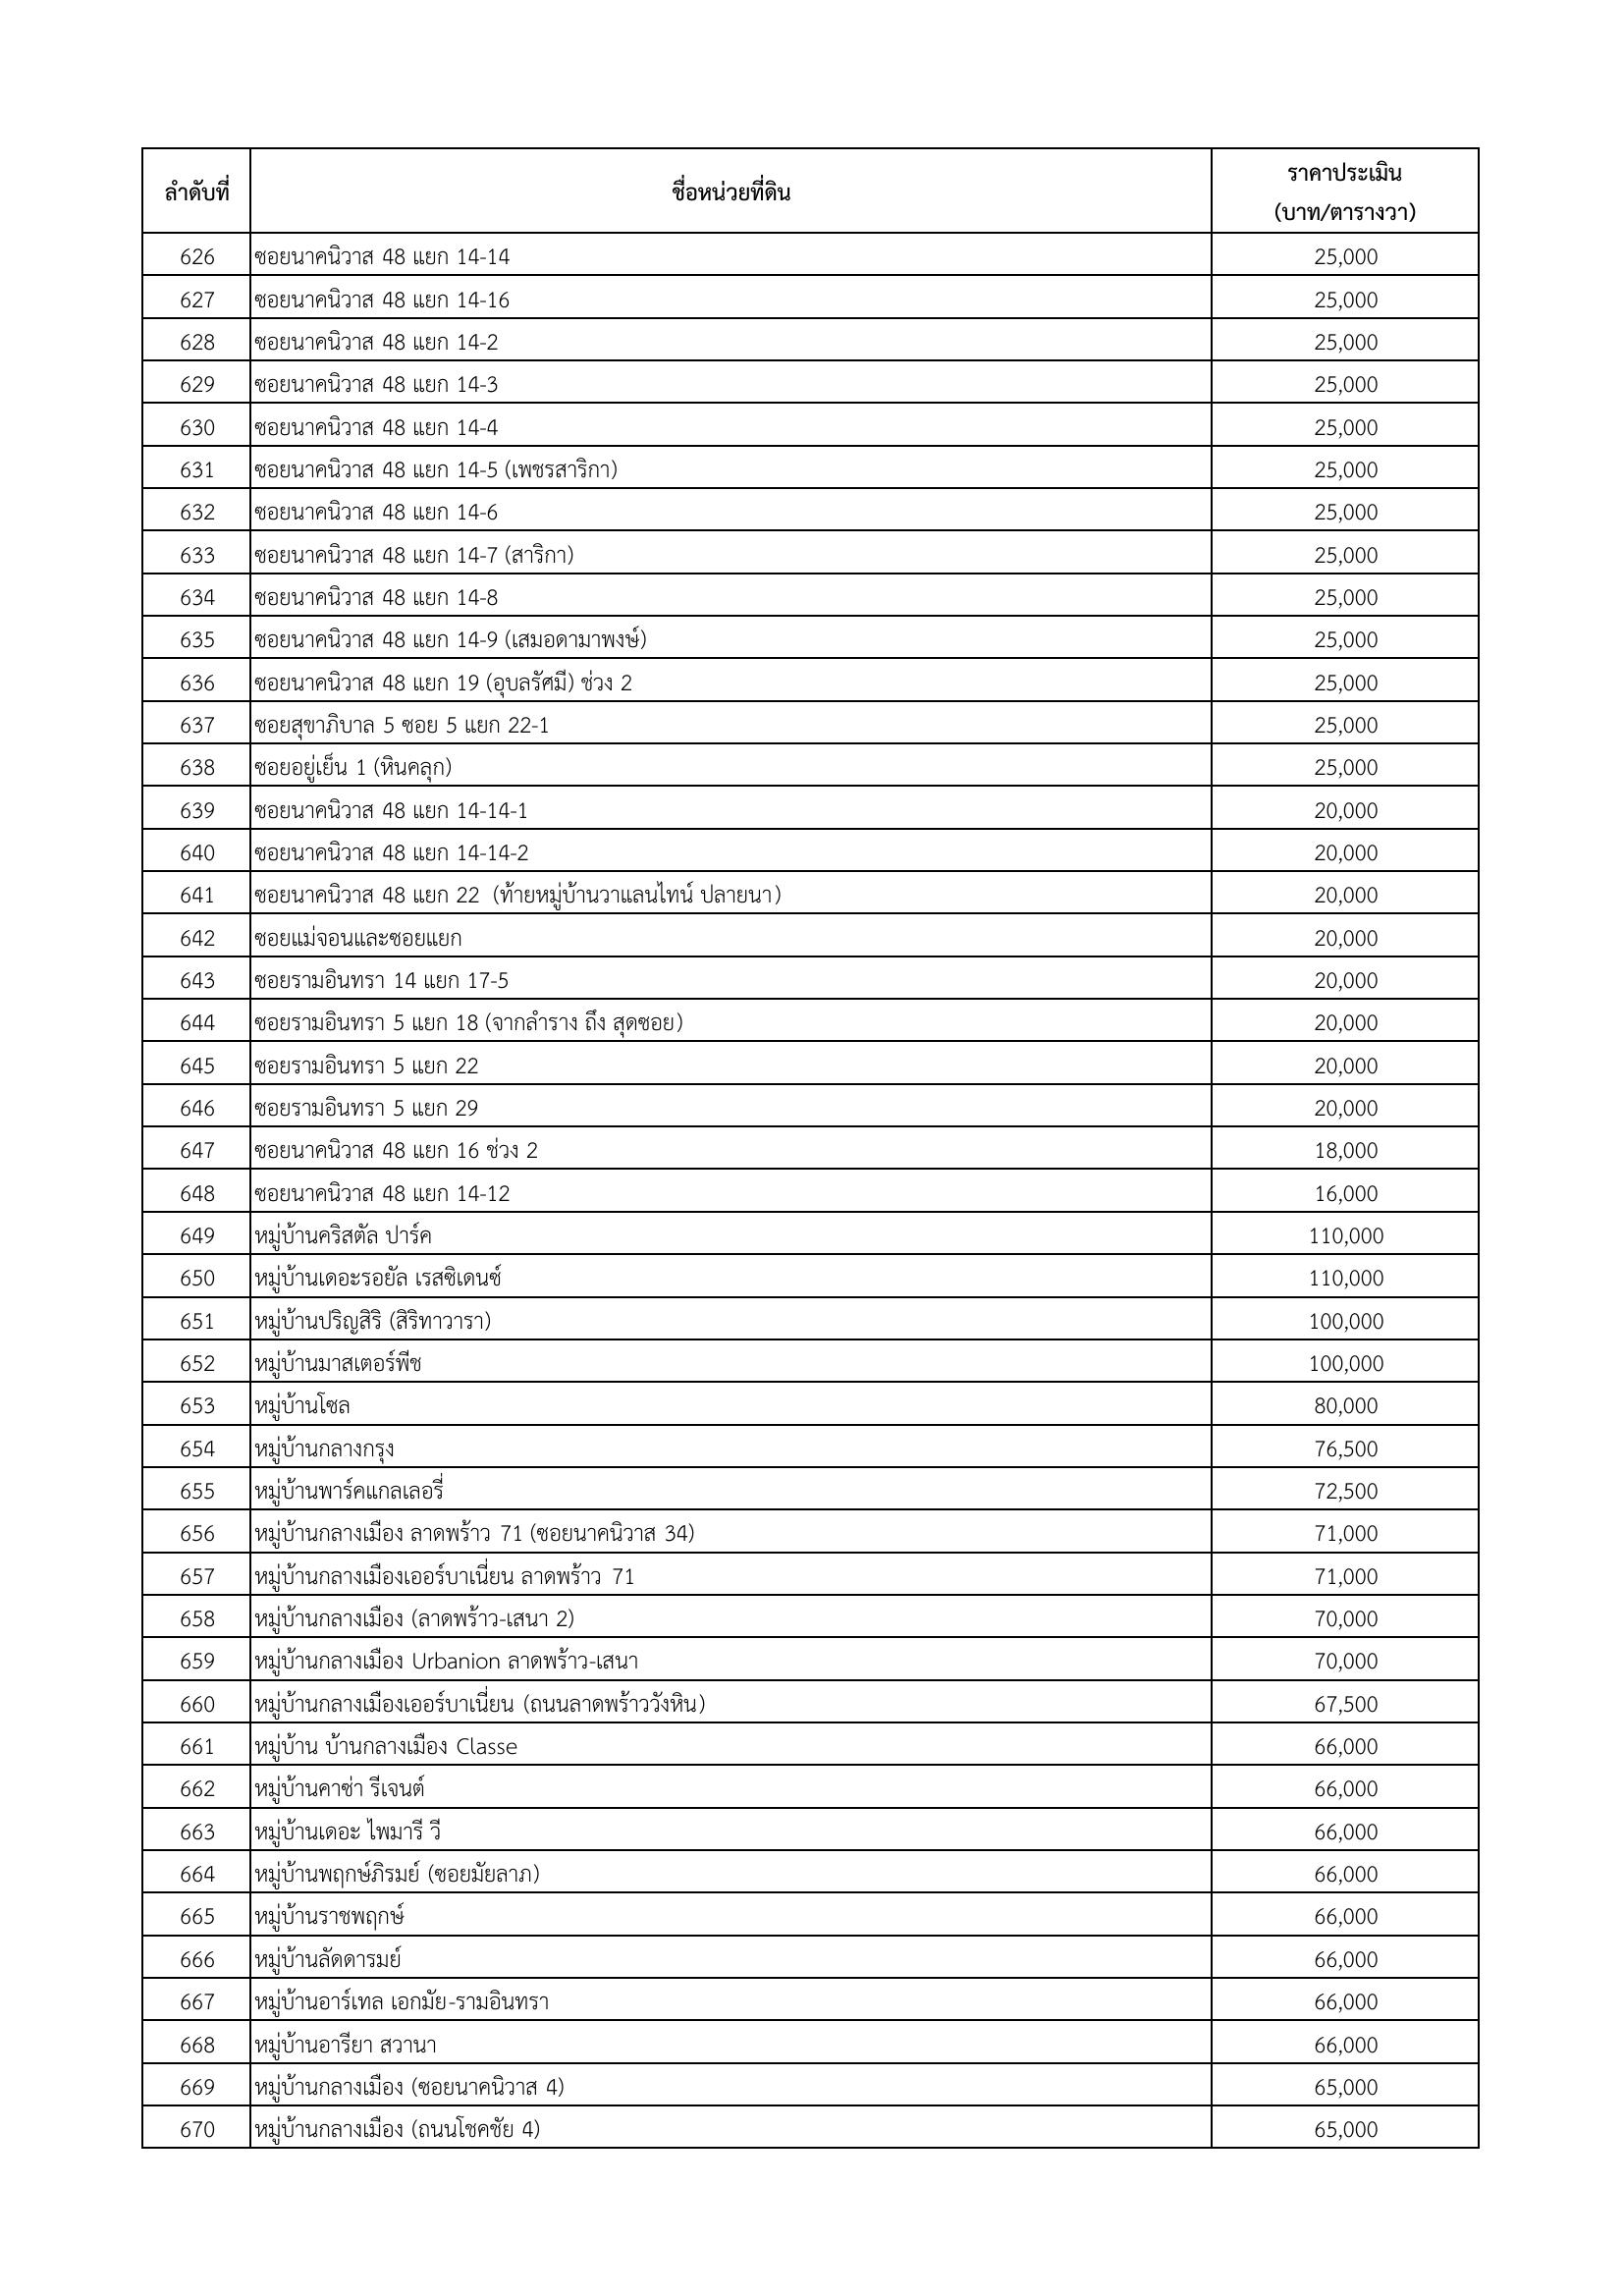 ลำดับที่ ชื่อหน่วยที่ดิน ราคาประเมิน
(บาท/ตารางวา)
626 ซอยนาคนิวาส 48 แยก 14-14 25,000
627 ซอยนาคนิวาส 48 แยก 14-16 25,000
628 ซอยนาคนิวาส 48 แยก 14-2 25,000
629 ซอยนาคนิวาส 48 แยก 14-3 25,000
630 ซอยนาคนิวาส 48 แยก 14-4 25,000
631 ซอยนาคนิวาส 48 แยก 14-5 (เพชรสาริกา) 25,000
632 ซอยนาคนิวาส 48 แยก 14-6 25,000
633 ซอยนาคนิวาส 48 แยก 14-7 (สาริกา) 25,000
634 ซอยนาคนิวาส 48 แยก 14-8 25,000
635 ซอยนาคนิวาส 48 แยก 14-9 (เสมอดามาพงษ์) 25,000
636 ซอยนาคนิวาส 48 แยก 19 (อุบลรัศมี) ช่วง 2 25,000
637 ซอยสุขาภิบาล 5 ซอย 5 แยก 22-1 25,000
638 ซอยอยู่เย็น 1 (หินคลุก) 25,000
639 ซอยนาคนิวาส 48 แยก 14-14-1 20,000
640 ซอยนาคนิวาส 48 แยก 14-14-2 20,000
641 ซอยนาคนิวาส 48 แยก 22 (ท้ายหมู่บ้านวาแลนไทน์ ปลายนา) 20,000
642 ซอยแม่จอนและซอยแยก 20,000
643 ซอยรามอินทรา 14 แยก 17-5 20,000
644 ซอยรามอินทรา 5 แยก 18 (จากลำราง ถึง สุดซอย) 20,000
645 ซอยรามอินทรา 5 แยก 22 20,000
646 ซอยรามอินทรา 5 แยก 29 20,000
647 ซอยนาคนิวาส 48 แยก 16 ช่วง 2 18,000
648 ซอยนาคนิวาส 48 แยก 14-12 16,000
649 หมู่บ้านคริสตัล ปาร์ค 110,000
650 หมู่บ้านเดอะรอยัล เรสซิเดนซ์ 110,000
651 หมู่บ้านปริญสิริ (สิริทาวารา) 100,000
652 หมู่บ้านมาสเตอร์พีช 100,000
653 หมู่บ้านโซล 80,000
654 หมู่บ้านกลางกรุง 76,500
655 หมู่บ้านพาร์คแกลเลอรี่ 72,500
656 หมู่บ้านกลางเมือง ลาดพร้าว 71 (ซอยนาคนิวาส 34) 71,000
657 หมู่บ้านกลางเมืองเออร์บาเนี่ยน ลาดพร้าว 71 71,000
658 หมู่บ้านกลางเมือง (ลาดพร้าว-เสนา 2) 70,000
659 หมู่บ้านกลางเมือง Urbanion ลาดพร้าว-เสนา 70,000
660 หมู่บ้านกลางเมืองเออร์บาเนี่ยน (ถนนลาดพร้าววังหิน) 67,500
661 หมู่บ้าน บ้านกลางเมือง Classe 66,000
662 หมู่บ้านคาซ่า รีเจนต์ 66,000
663 หมู่บ้านเดอะ ไพมารี วี 66,000
664 หมู่บ้านพฤกษ์ภิรมย์ (ซอยมัยลาภ) 66,000
665 หมู่บ้านราชพฤกษ์ 66,000
666 หมู่บ้านลัดดารมย์ 66,000
667 หมู่บ้านอาร์เทล เอกมัย-รามอินทรา 66,000
668 หมู่บ้านอารียา สวานา 66,000
669 หมู่บ้านกลางเมือง (ซอยนาคนิวาส 4) 65,000
670 หมู่บ้านกลางเมือง (ถนนโชคชัย 4) 65,000